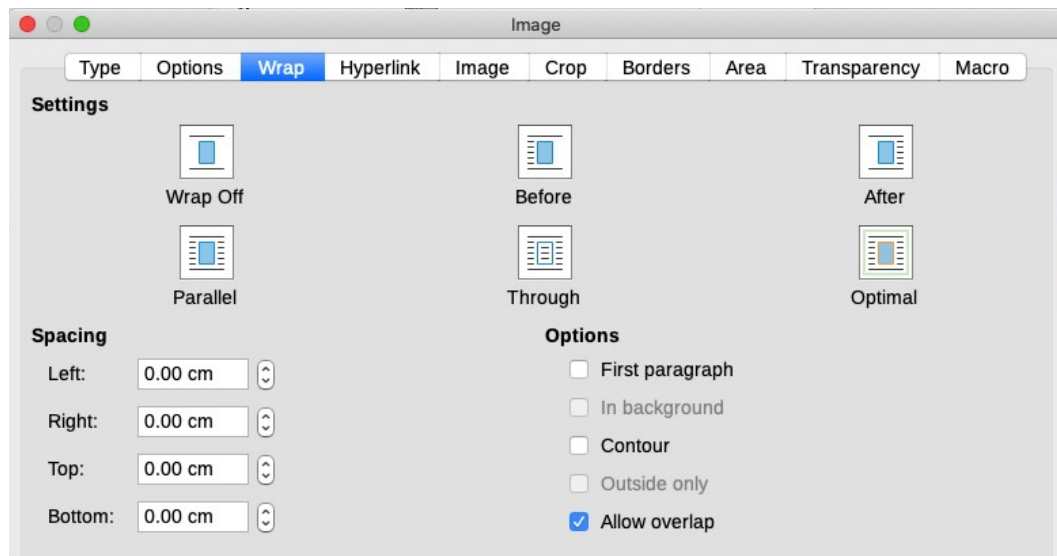 Image
Type Options Wrap Hyperlink Image Crop Borders Area Transparency Macro
Settings
Wrap Off Before After
Parallel Through Optimal
Spacing Options
Left: 0.00 cm First paragraph
Right: 0.00 cm In background
Contour
Top: 0.00 cm
Outside only
Bottom: 0.00 cm Allow overlap